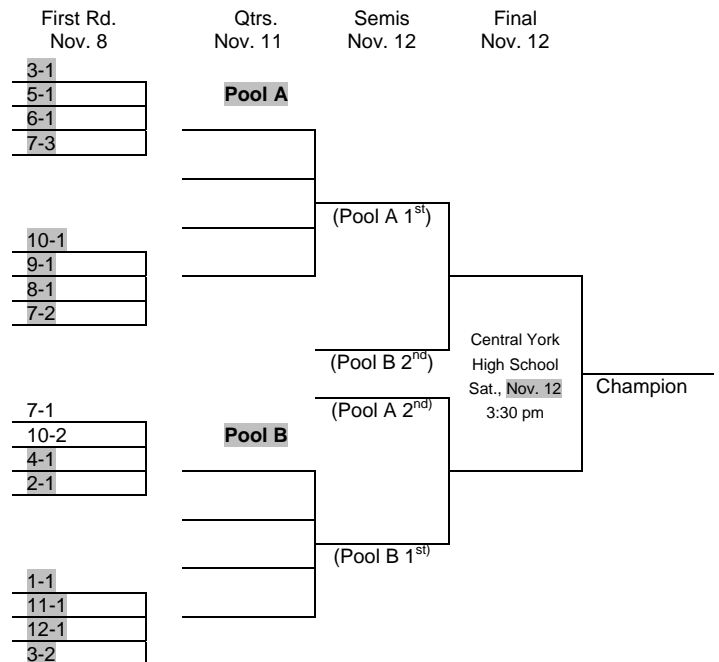 First Rd. Qtrs. Semis Final
Nov. 8 Nov. 11 Nov. 12 Nov. 12
3-1
5-1 Pool A
6-1
7-3
(Pool A 1st)
10-1
9-1
8-1
7-2
Central York
(Pool B 2nd) High School
Sat., Nov. 12 Champion
7-1 (Pool A 2nd) 3:30 pm
10-2 Pool B
4-1
2-1
(Pool B 1st)
1-1
11-1
12-1
3-2